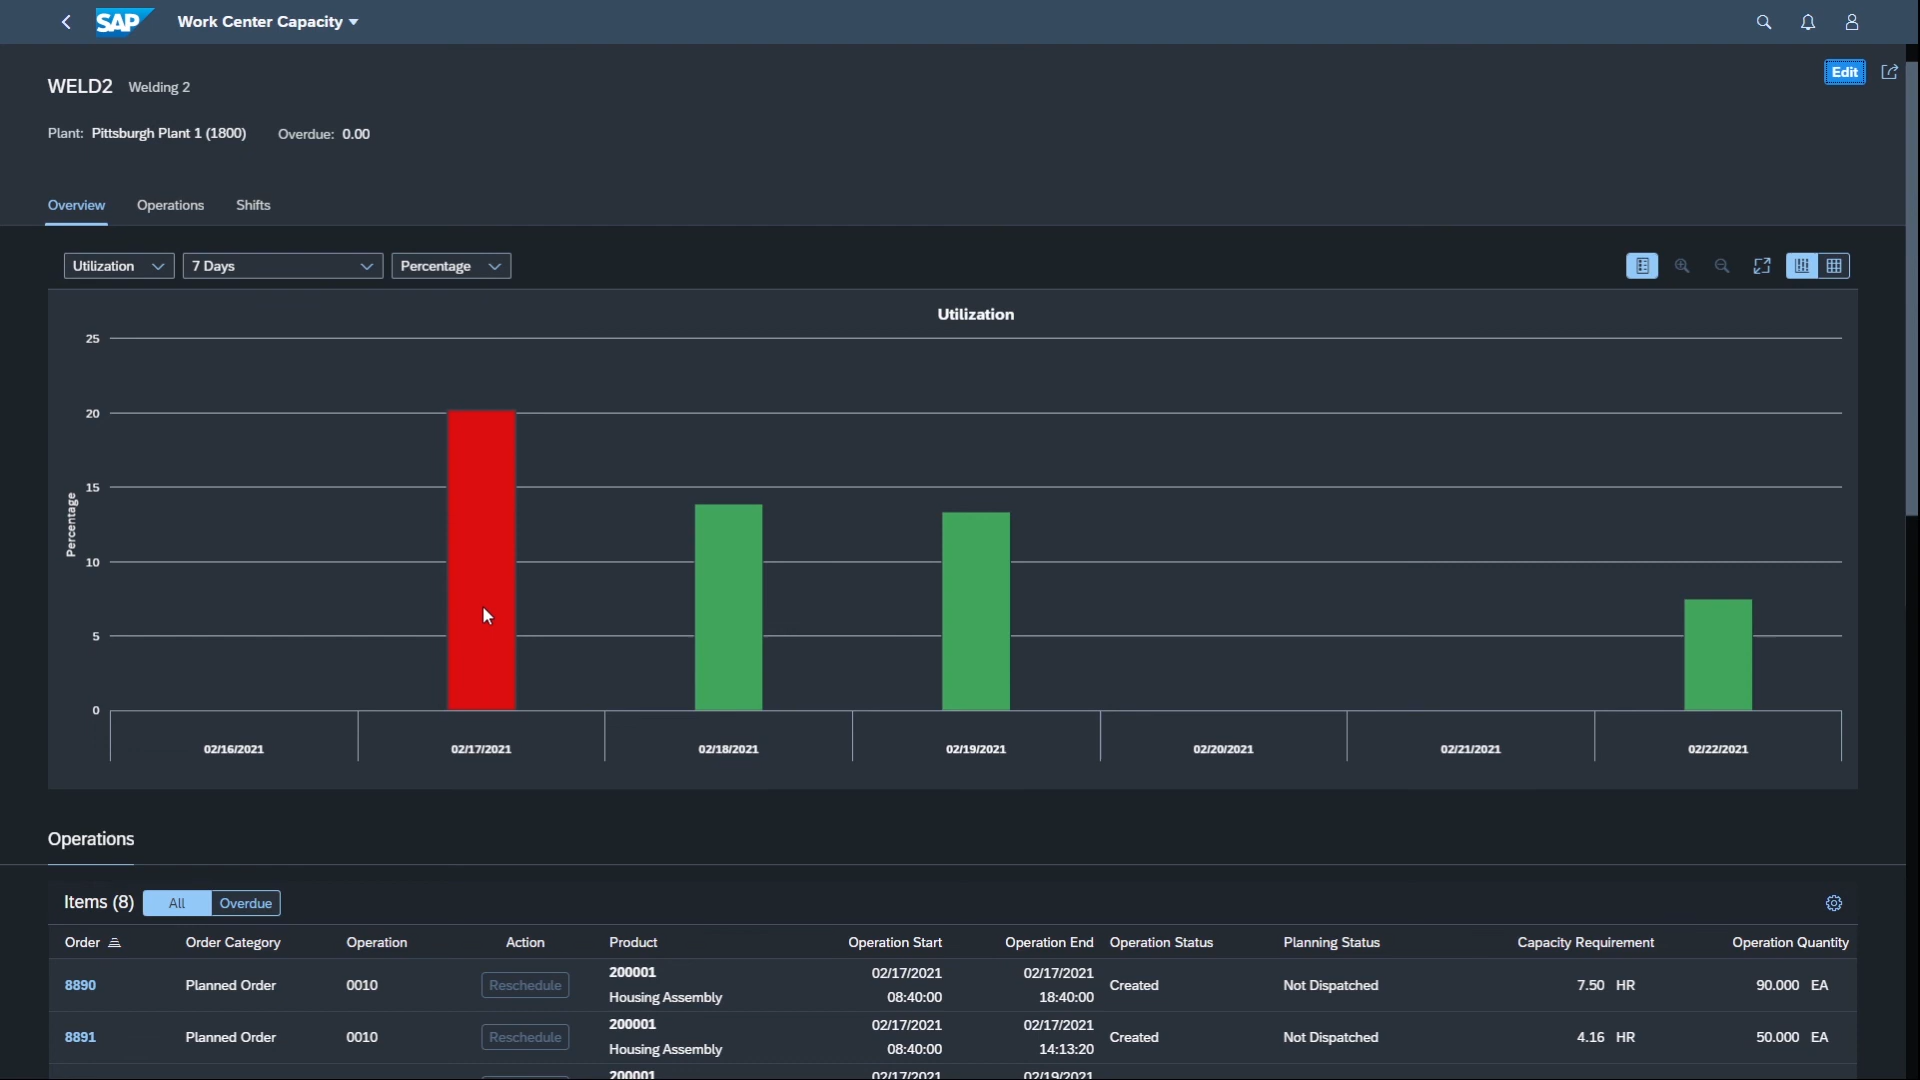 SAP Work Center Capacity
WELD2 Welding 2
Edit
Plant: Pittsburgh Plant 1 (1800) Overdue: 0.00
Overview Operations Shifts
Utilization 7 Days Percentage
Utilization
25
20
15
10
5
0
Percentage
02/16/2021 02/17/2021 02/18/2021 02/19/2021 02/20/2021 02/21/2021 02/22/2021
Operations
Items (8) All Overdue
Order Order Category Operation Action Product Operation Start Operation End Operation Status Planning Status Capacity Requirement Operation Quantity
200001 02/17/2021 02/17/2021
8890 Planned Order 0010 Reschedule Created Not Dispatched 7.50 HR 90.000 EA
Housing Assembly 08:40:00 18:40:00
200001 02/17/2021 02/17/2021
8891 Planned Order 0010 Reschedule Created Not Dispatched 4.16 HR 50.000 EA
Housing Assembly 08:40:00 14:13:20
200001 02/17/2021 02/19/2021